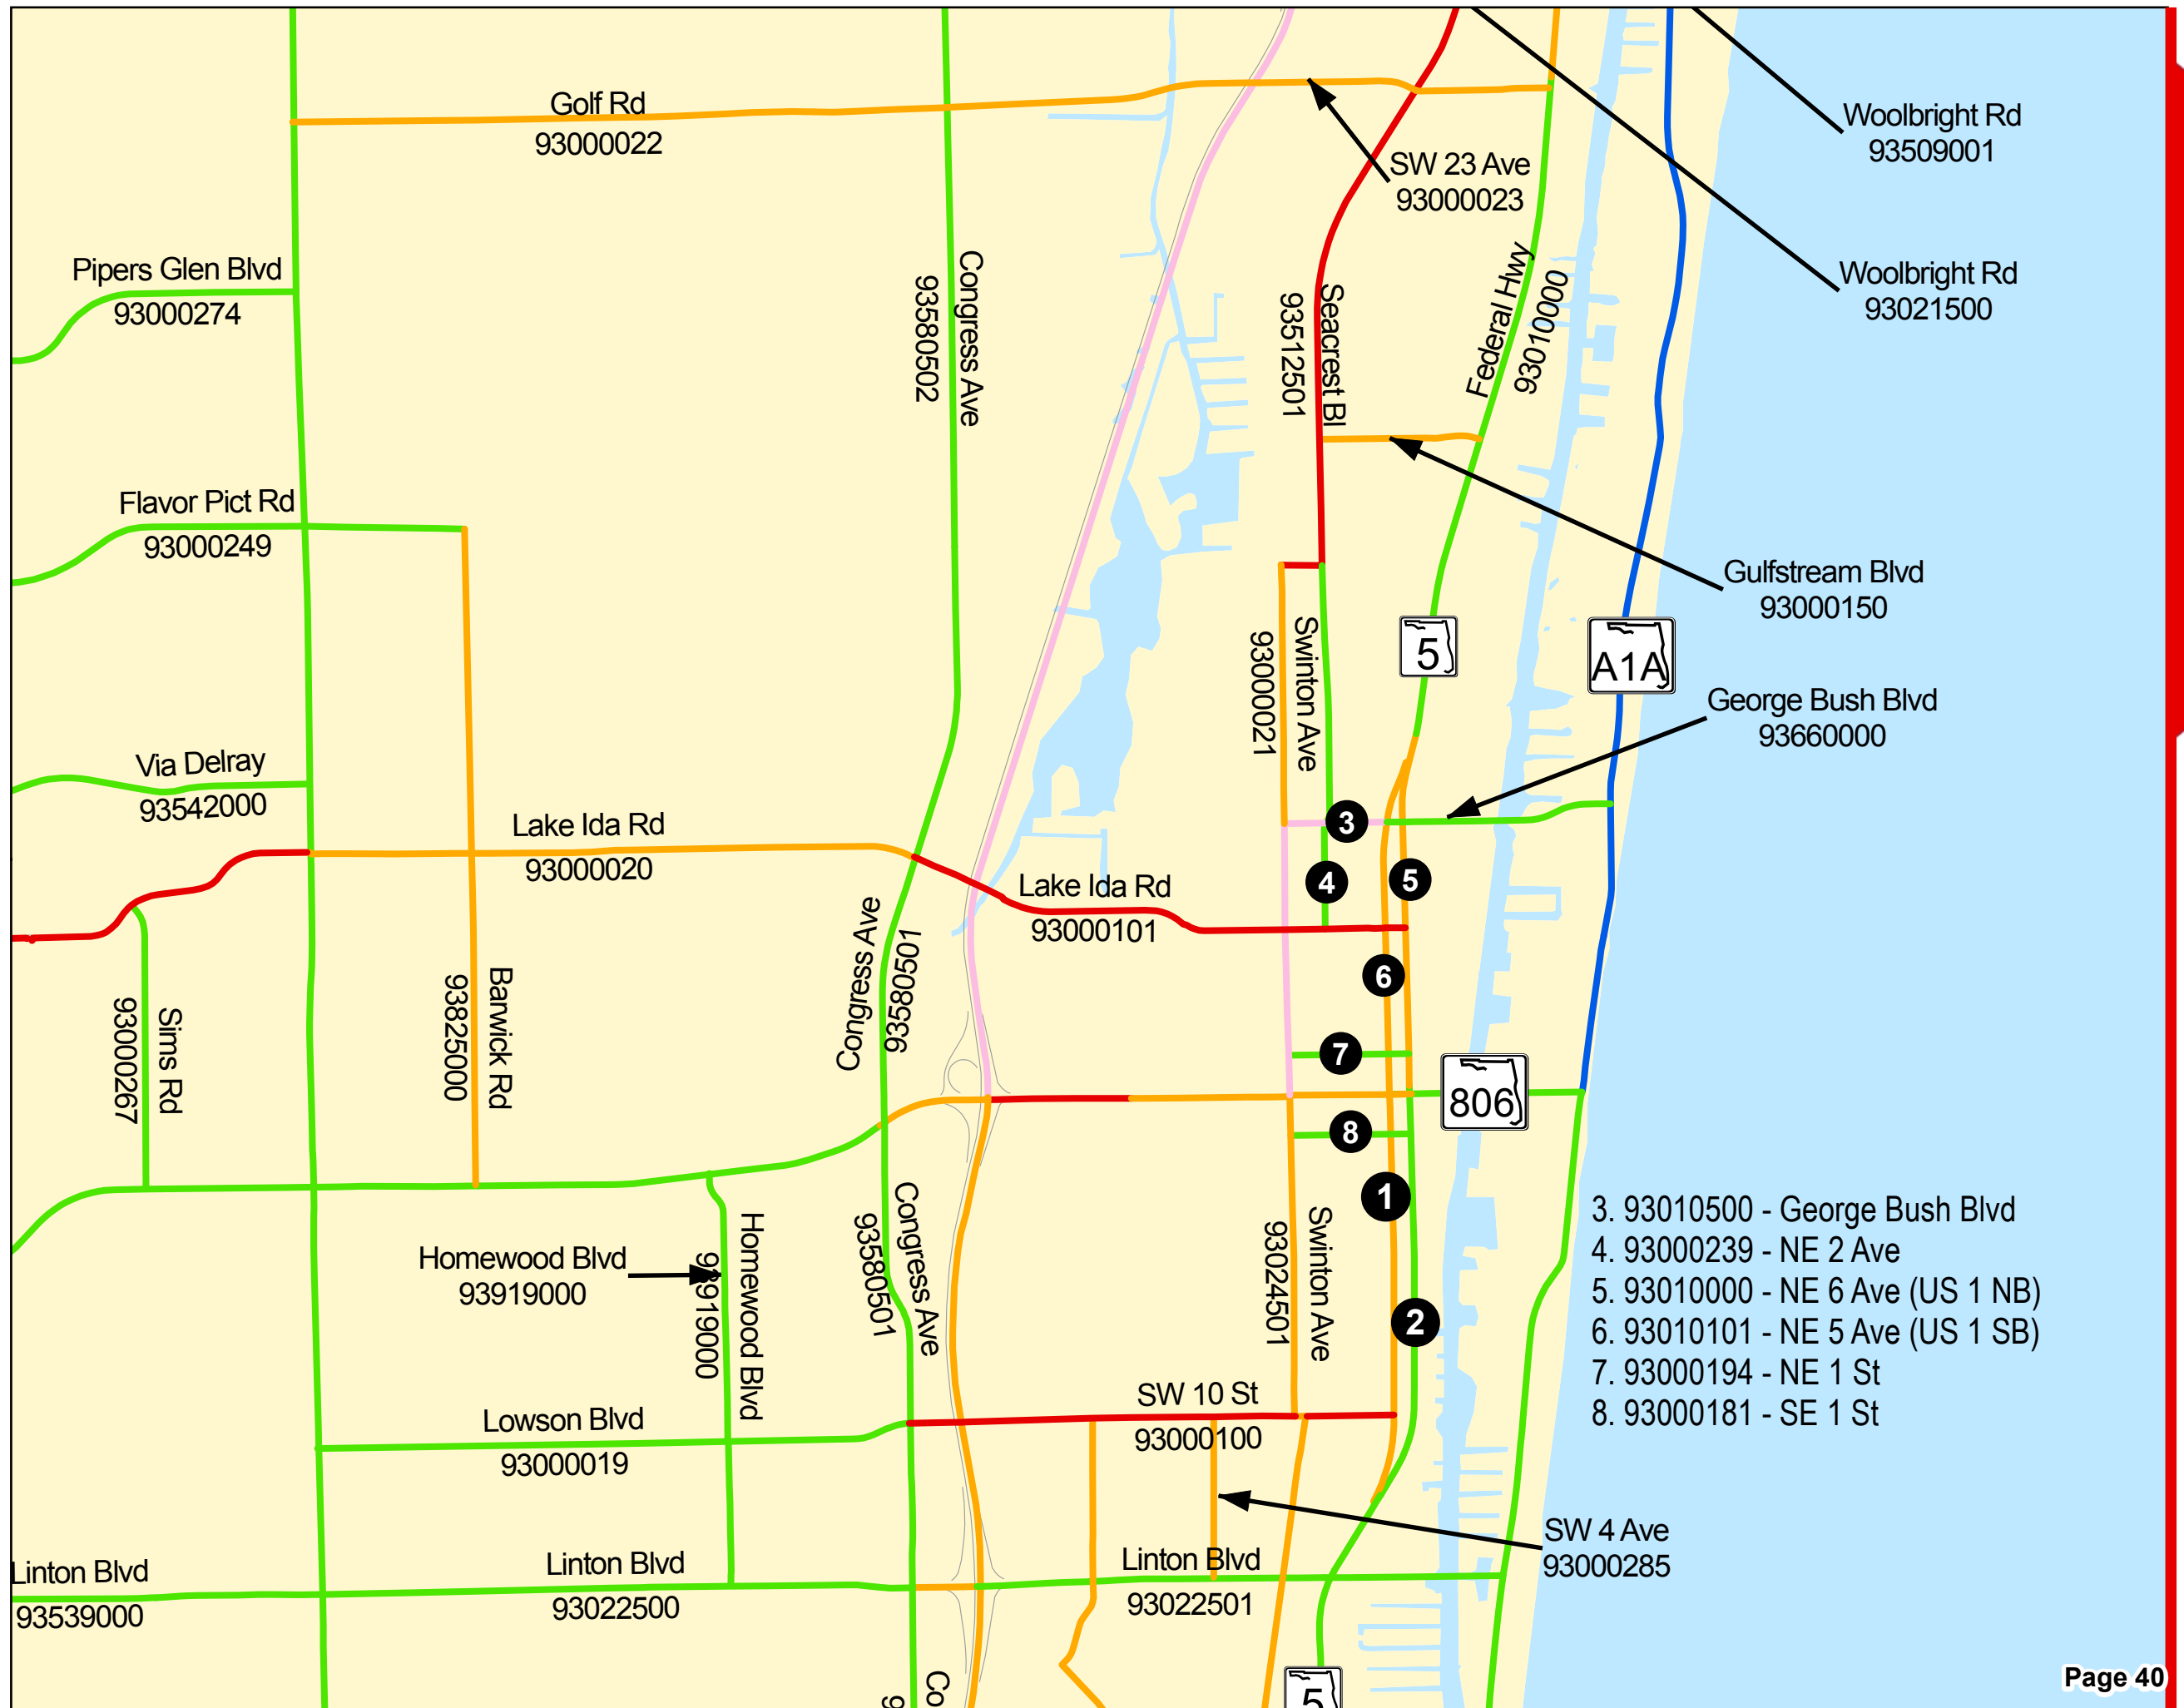 Golf Rd
93000022
SW 23 Ave
93000023
Woolbright Rd
93509001
Woolbright Rd
93021500
Pipers Glen Blvd
93000274
Congress Ave
93580502
Seacrest Bl
93512501
Federal Hwy
93010000
Flavor Pict Rd
93000249
Gulfstream Blvd
93000150
Swinton Ave
93000021
5
A1A
George Bush Blvd
93660000
Via Delray
93542000
Lake Ida Rd
93000020
Lake Ida Rd
93000101
3
4
5
6
7
8
1
2
Congress Ave
93580501
Sims Rd
93000267
Barwick Rd
93825000
806
Homewood Blvd
93919000
Homewood Blvd
93919000
Congress Ave
93580501
Swinton Ave
93024501
3. 93010500 - George Bush Blvd
4. 93000239 - NE 2 Ave
5. 93010000 - NE 6 Ave (US 1 NB)
6. 93010101 - NE 5 Ave (US 1 SB)
7. 93000194 - NE 1 St
8. 93000181 - SE 1 St
Lowson Blvd
93000019
SW 10 St
93000100
SW 4 Ave
93000285
Linton Blvd
93539000
Linton Blvd
93022500
Linton Blvd
93022501
Co
9
5
Page 40